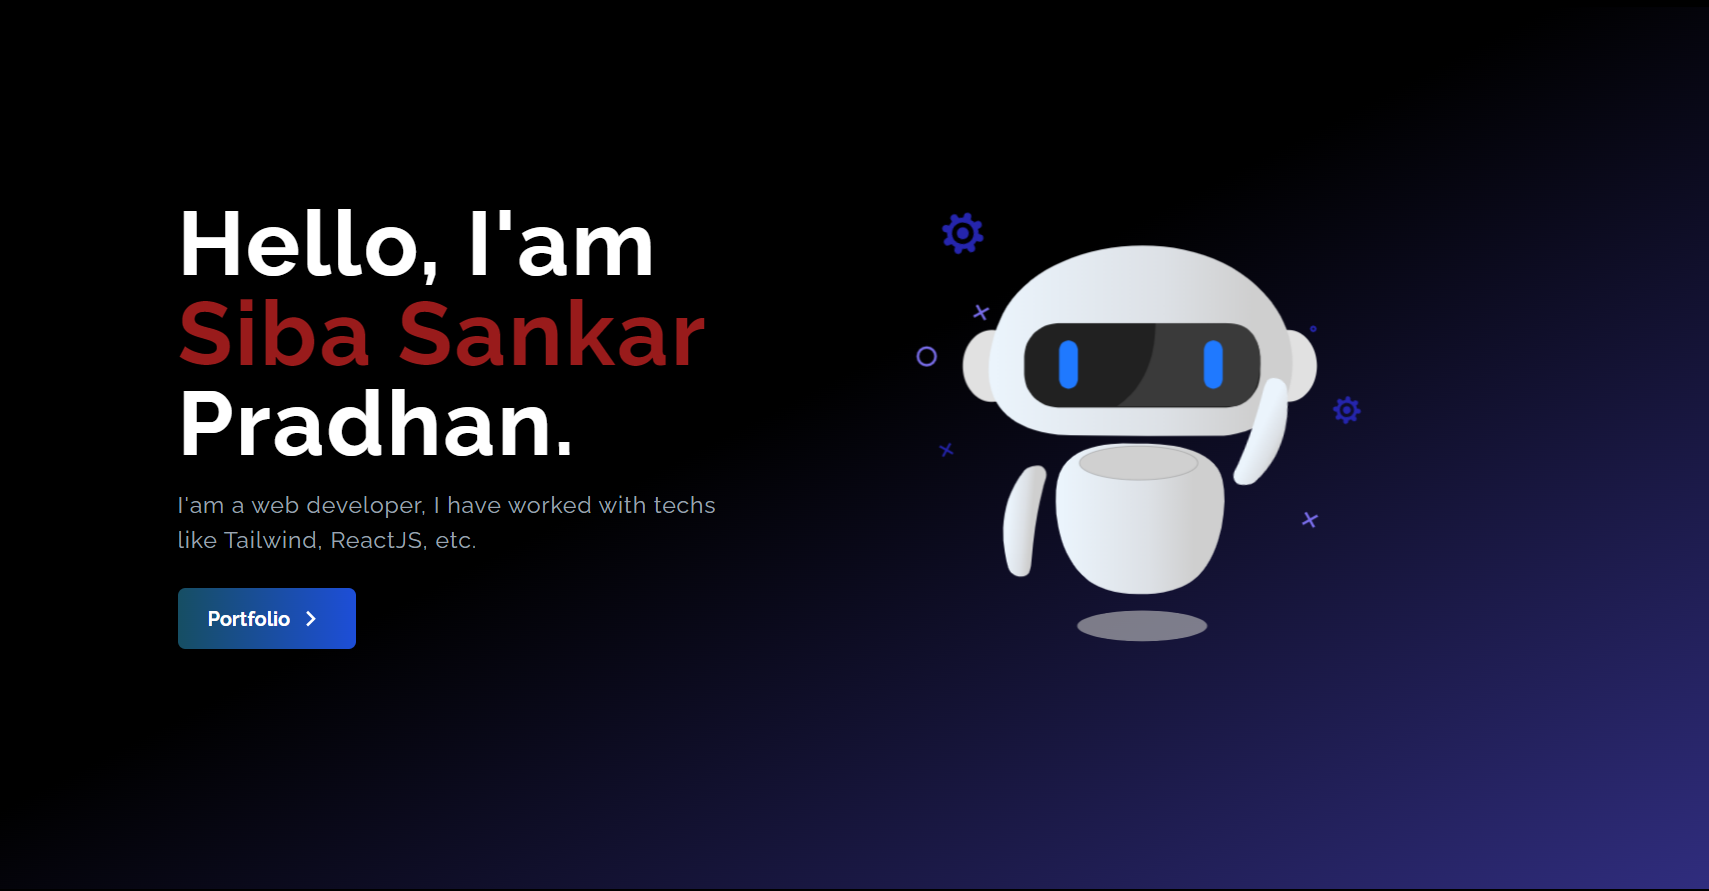 Hello, I'am
Siba Sankar
Pradhan.
I'am a web developer, I have worked with techs
like Tailwind, ReactJS, etc.
Portfolio